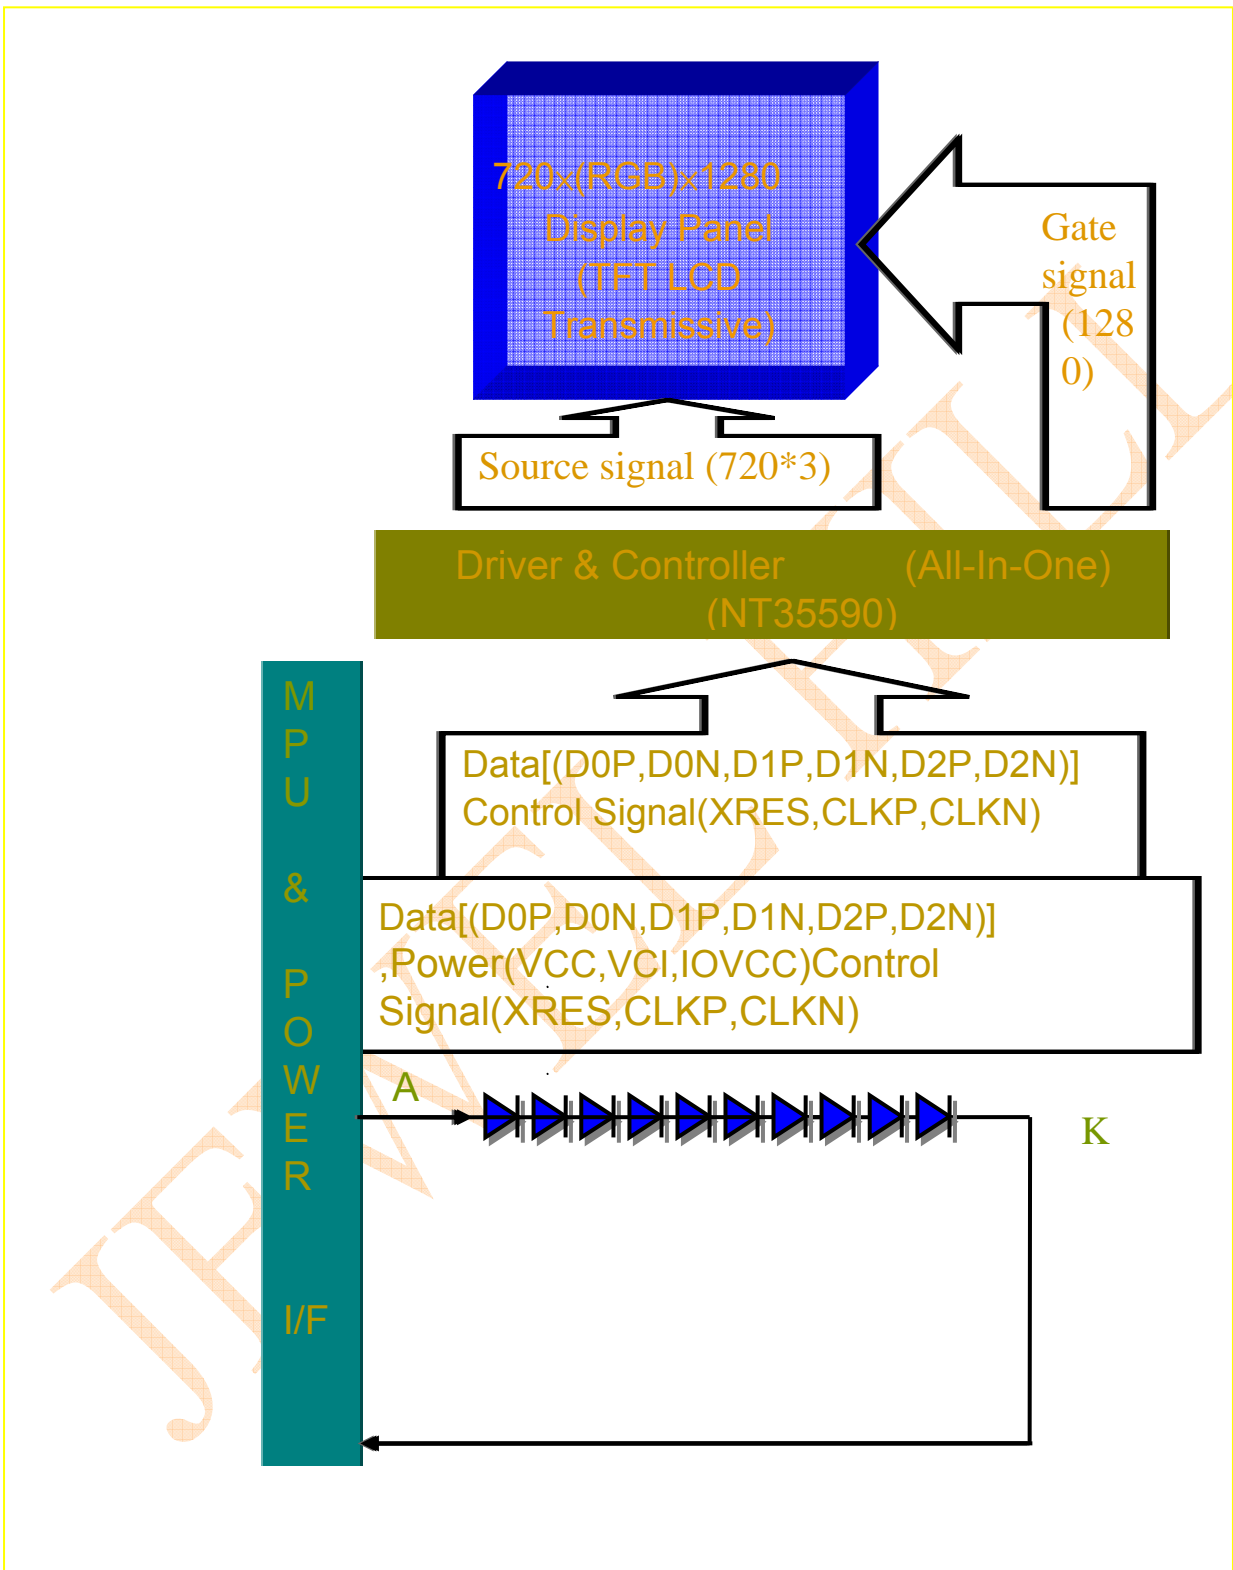 720×(RGB)×1280
Display Panel
(TFT LCD
Transmissive)
Gate
signal
(128
0)
Source signal (720*3)
Driver & Controller (All-In-One)
(NT35590)
M
P
U
&
P
O
W
E
R
I/F
Data[(D0P,D0N,D1P,D1N,D2P,D2N)]
Control Signal(XRES,CLKP,CLKN)
Data[(D0P,D0N,D1P,D1N,D2P,D2N)]
,Power(VCC,VCI,IOVCC)Control
Signal(XRES,CLKP,CLKN)
A
K